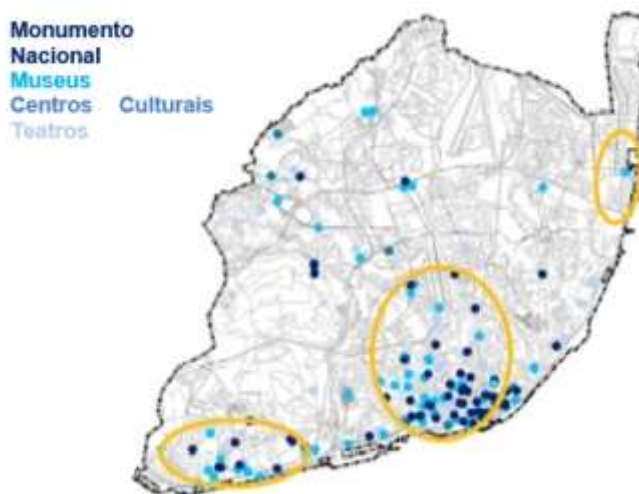 Monumento
Nacional
Museus
Centros Culturais
Teatros